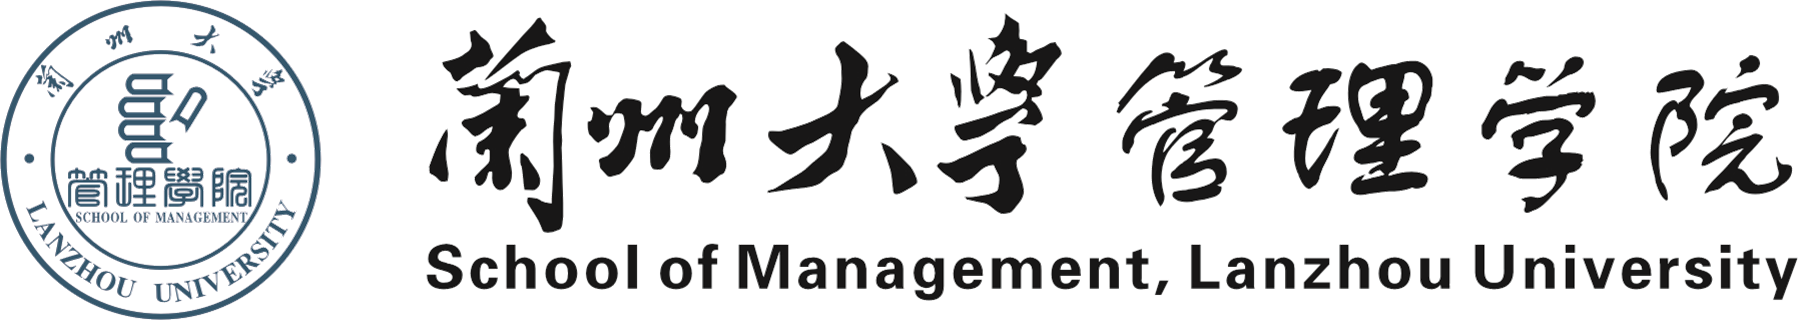 蘭州大學
管理學院
SCHOOL OF MANAGEMENT
LANZHOU UNIVERSITY
蘭州大學管理学院
School of Management, Lanzhou University